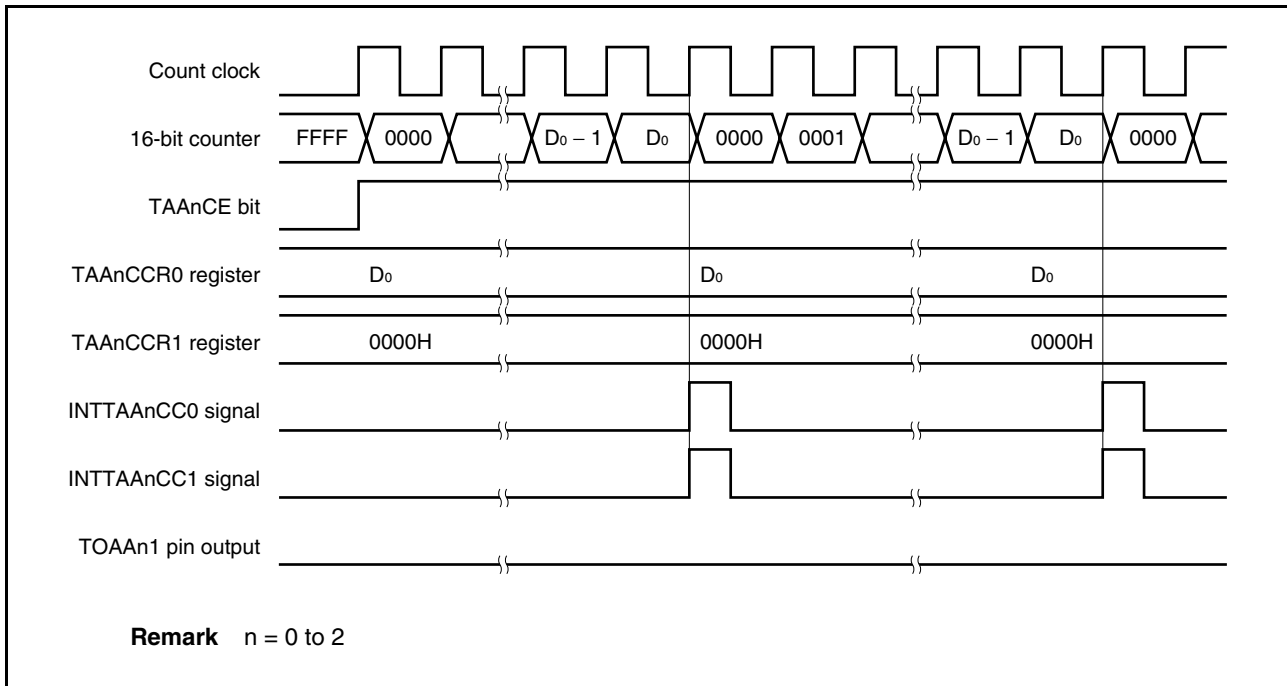 Count clock
16-bit counter FFFF 0000 D0 − 1 D0 0000 0001 D0 − 1 D0 0000
TAAnCE bit
TAAnCCR0 register D0 D0 D0
TAAnCCR1 register 0000H 0000H 0000H
INTTAAnCC0 signal
INTTAAnCC1 signal
TOAAn1 pin output
Remark n = 0 to 2